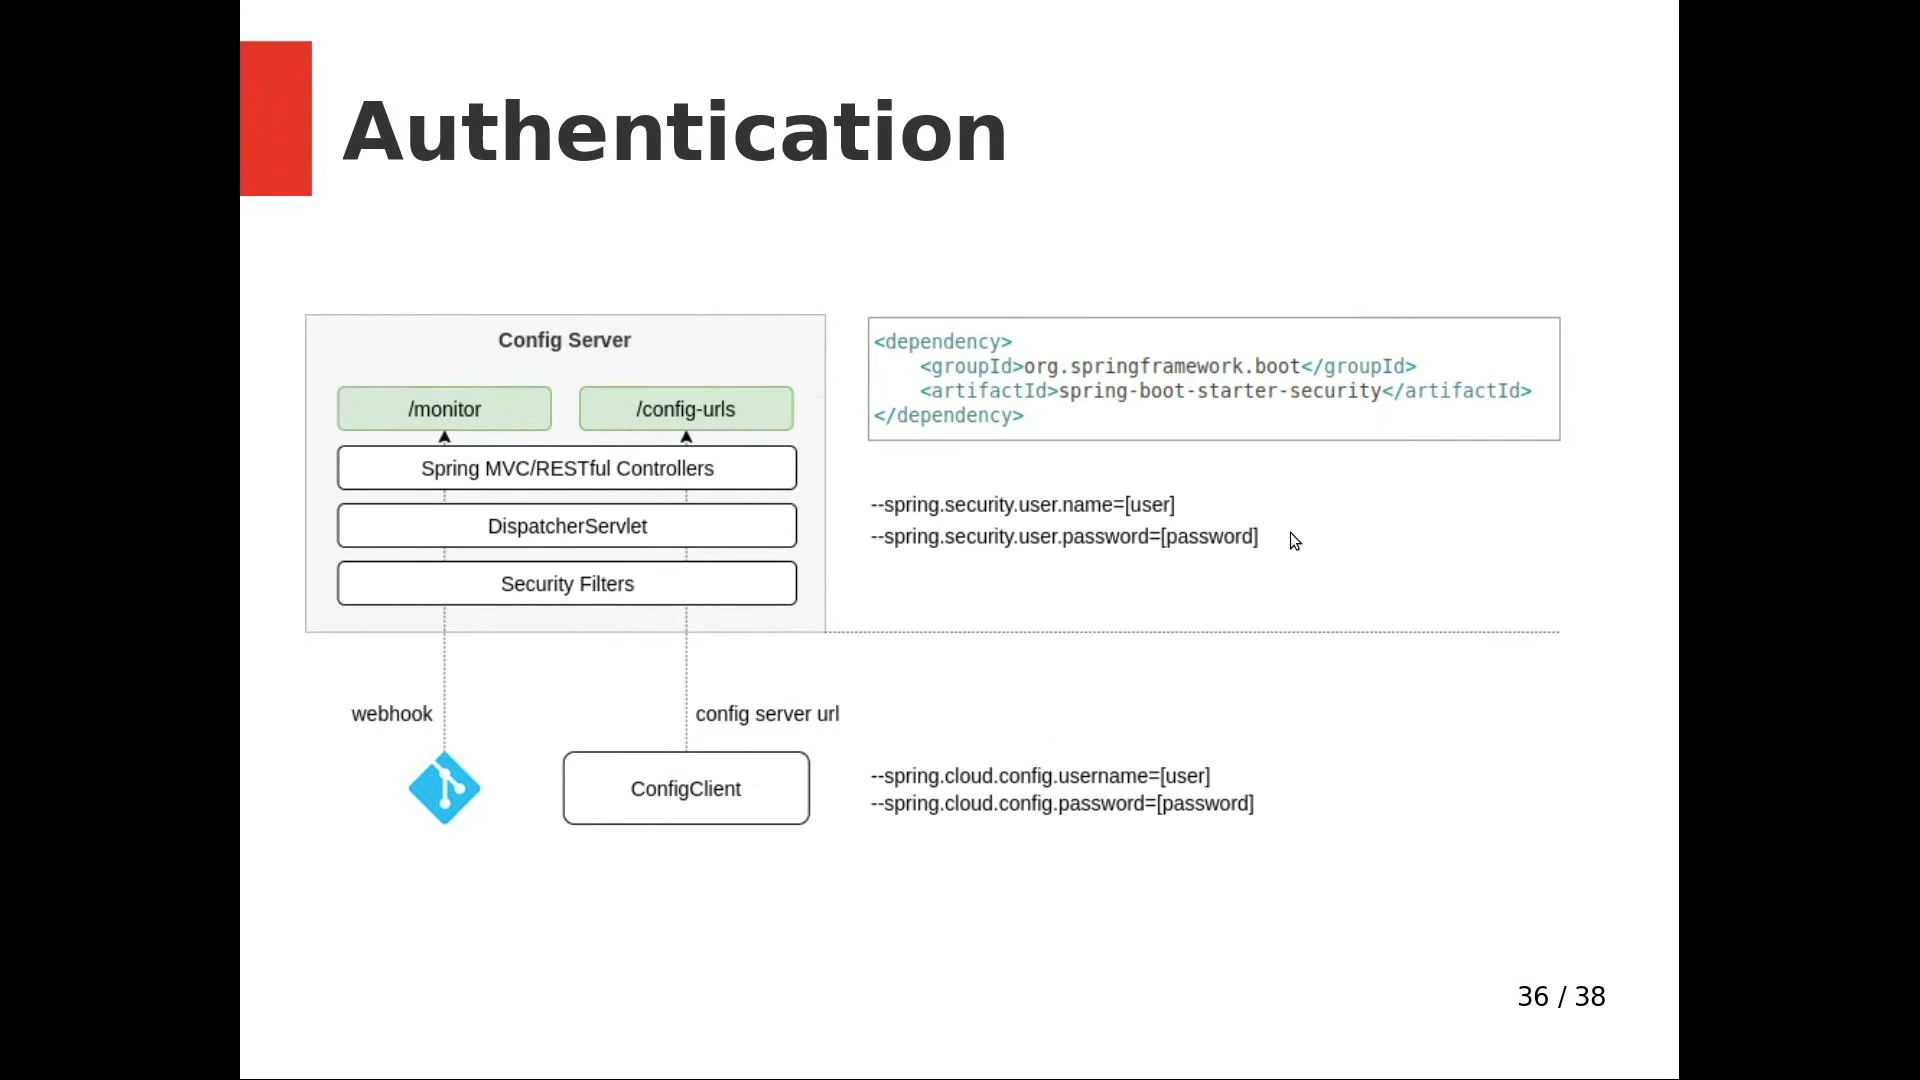 Authentication
Config Server
/monitor
/config-urls
Spring MVC/RESTful Controllers
DispatcherServlet
Security Filters
<dependency>
    <groupId>org.springframework.boot</groupId>
    <artifactId>spring-boot-starter-security</artifactId>
</dependency>
--spring.security.user.name=[user]
--spring.security.user.password=[password]
webhook
config server url
ConfigClient
--spring.cloud.config.username=[user]
--spring.cloud.config.password=[password]
36 / 38